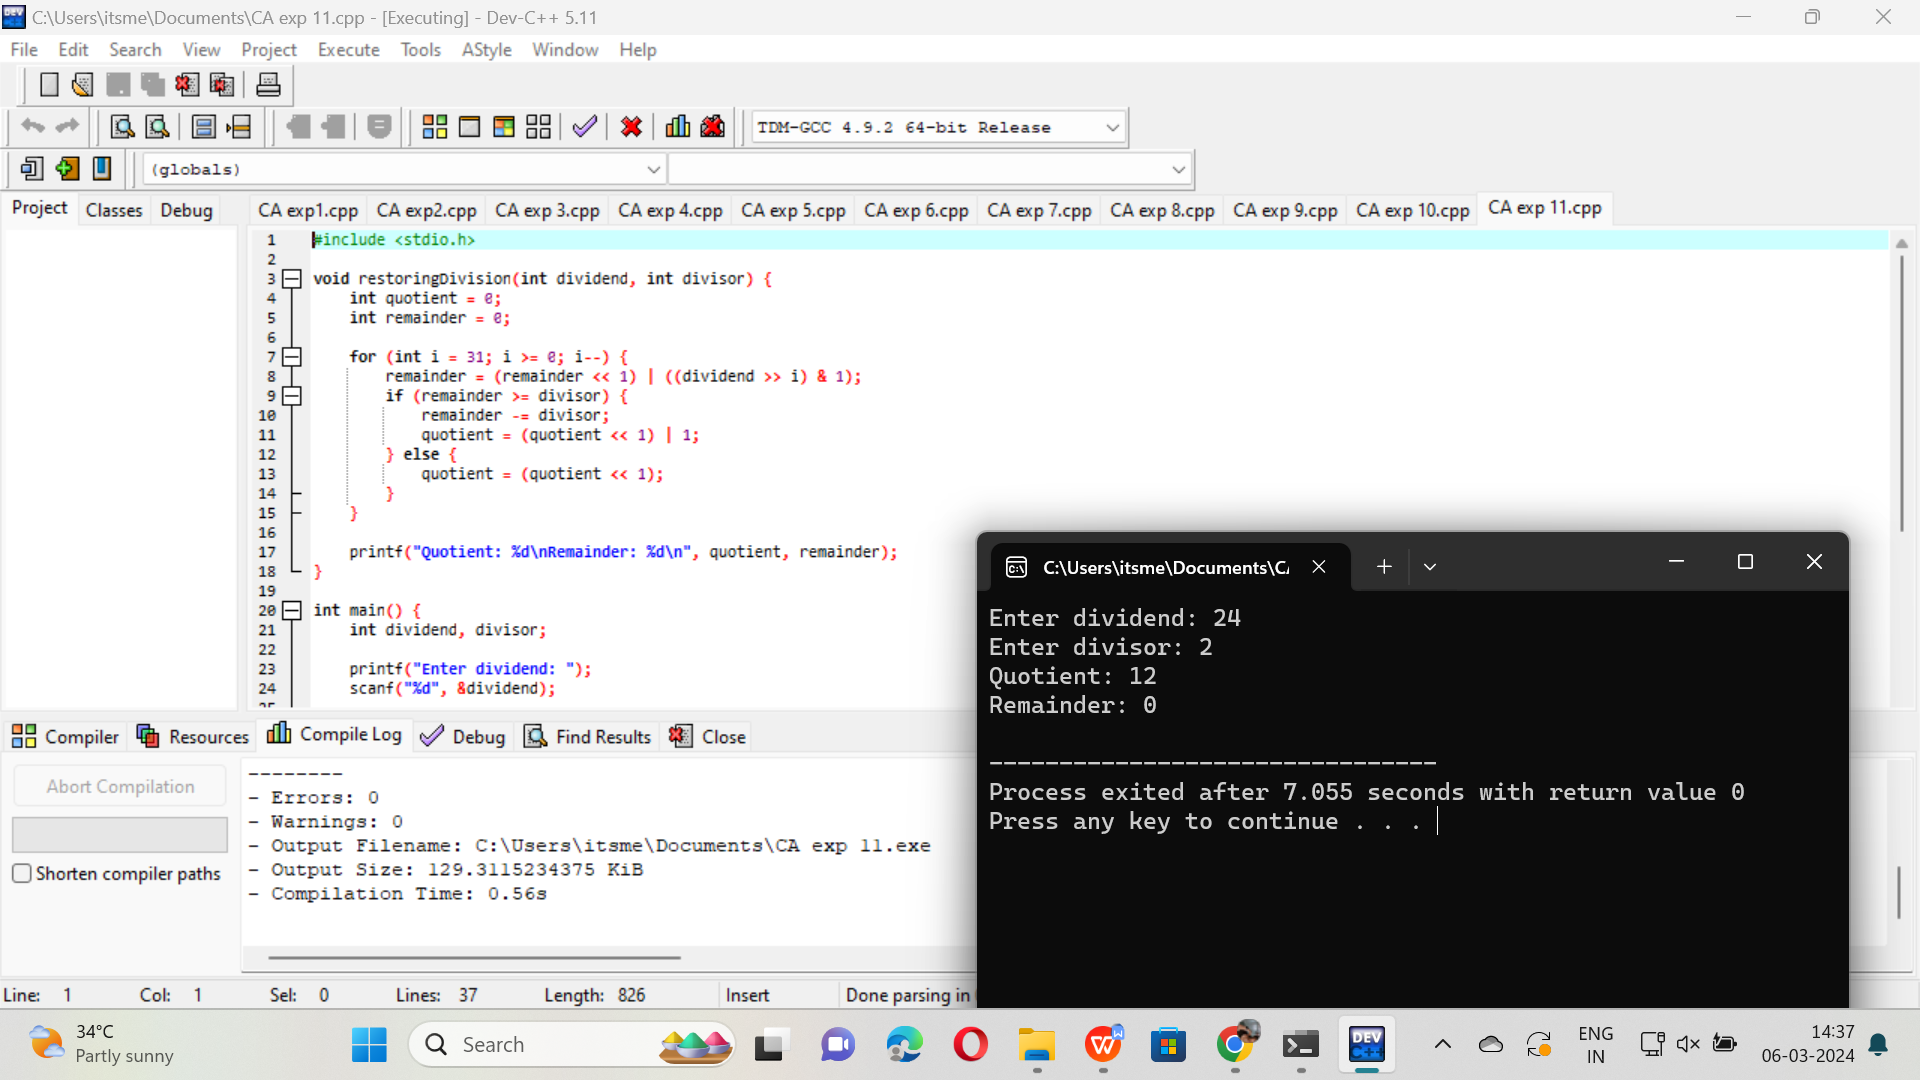 C:\Users\itsme\Documents\CA exp 11.cpp - [Executing] - Dev-C++ 5.11
File Edit Search View Project Execute Tools AStyle Window Help
TDM-GCC 4.9.2 64-bit Release
(globals)
Project Classes Debug
CA exp1.cpp CA exp2.cpp CA exp 3.cpp CA exp 4.cpp CA exp 5.cpp CA exp 6.cpp CA exp 7.cpp CA exp 8.cpp CA exp 9.cpp CA exp 10.cpp CA exp 11.cpp
1 #include <stdio.h>
2
3 void restoringDivision(int dividend, int divisor) {
4 int quotient = 0;
5 int remainder = 0;
6
7 for (int i = 31; i >= 0; i--) {
8 remainder = (remainder << 1) | ((dividend >> i) & 1);
9 if (remainder >= divisor) {
10 remainder -= divisor;
11 quotient = (quotient << 1) | 1;
12 } else {
13 quotient = (quotient << 1);
14 }
15 }
16
17 printf("Quotient: %d\nRemainder: %d\n", quotient, remainder);
18 }
19
20 int main() {
21 int dividend, divisor;
22
23 printf("Enter dividend: ");
24 scanf("%d", &dividend);
C:\Users\itsme\Documents\CA
Enter dividend: 24
Enter divisor: 2
Quotient: 12
Remainder: 0
--------------------------------
Process exited after 7.055 seconds with return value 0
Press any key to continue . . .
Compiler Resources Compile Log Debug Find Results Close
Abort Compilation
Shorten compiler paths
--------
- Errors: 0
- Warnings: 0
- Output Filename: C:\Users\itsme\Documents\CA exp 11.exe
- Output Size: 129.3115234375 KiB
- Compilation Time: 0.56s
Line: 1 Col: 1 Sel: 0 Lines: 37 Length: 826 Insert Done parsing in
34°C
Partly sunny
Search
DEV
C++
ENG
IN
14:37
06-03-2024